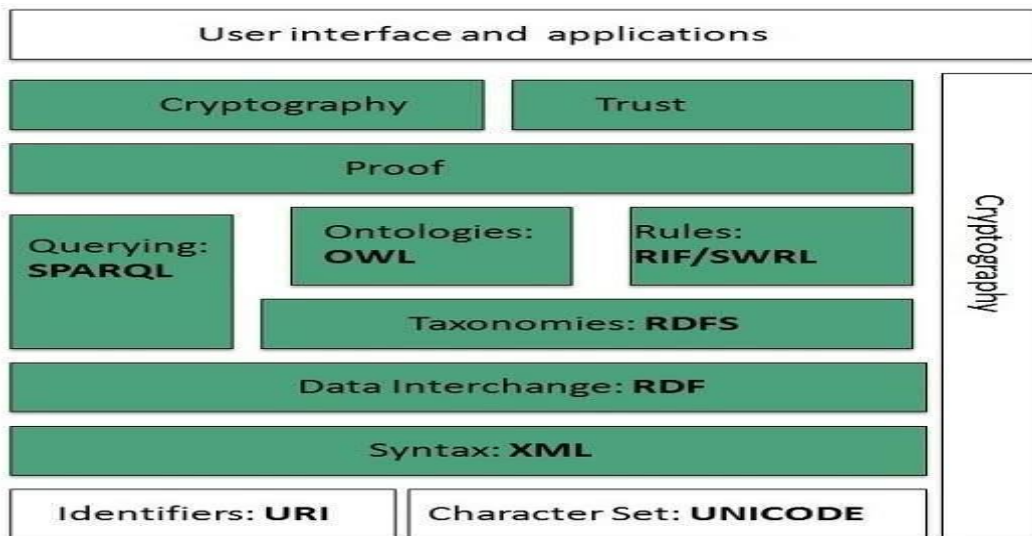 User interface and applications
Cryptography
Trust
Proof
Querying:
SPARQL
Ontologies:
OWL
Rules:
RIF/SWRL
Taxonomies: RDFS
Data Interchange: RDF
Syntax: XML
Identifiers: URI
Character Set: UNICODE
Cryptography